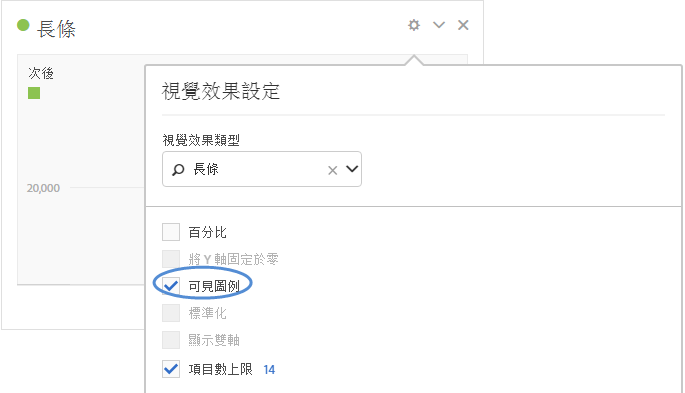 長條
次後
20,000
視覺效果設定
視覺效果類型
長條
百分比
將 Y 軸固定於零
可見圖例
標準化
顯示雙軸
項目數上限 14